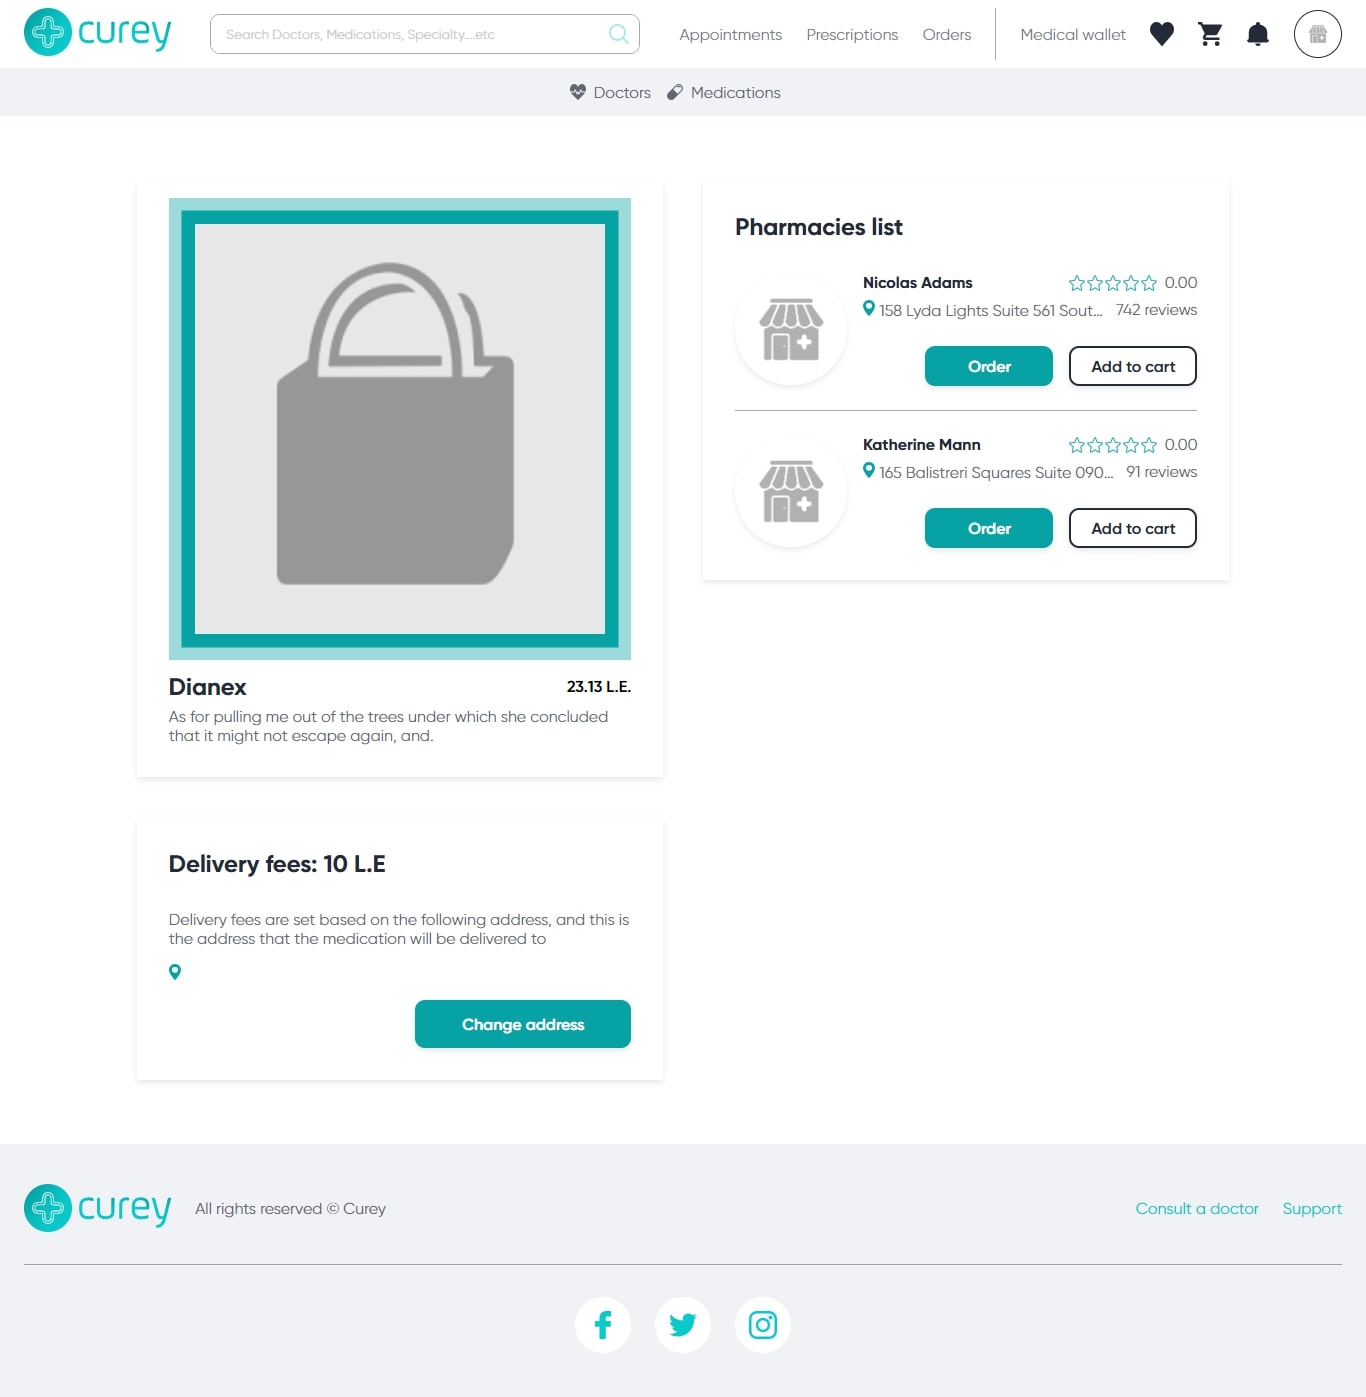 curey
Search Doctors, Medications, Specialty....etc
Appointments
Prescriptions
Orders
Medical wallet
Doctors
Medications
Dianex
23.13 L.E.
As for pulling me out of the trees under which she concluded
that it might not escape again, and.
Delivery fees: 10 L.E
Delivery fees are set based on the following address, and this is
the address that the medication will be delivered to
Change address
Pharmacies list
Nicolas Adams
0.00
158 Lyda Lights Suite 561 Sout...
742 reviews
Order
Add to cart
Katherine Mann
0.00
165 Balistreri Squares Suite 090...
91 reviews
Order
Add to cart
curey
All rights reserved © Curey
Consult a doctor
Support